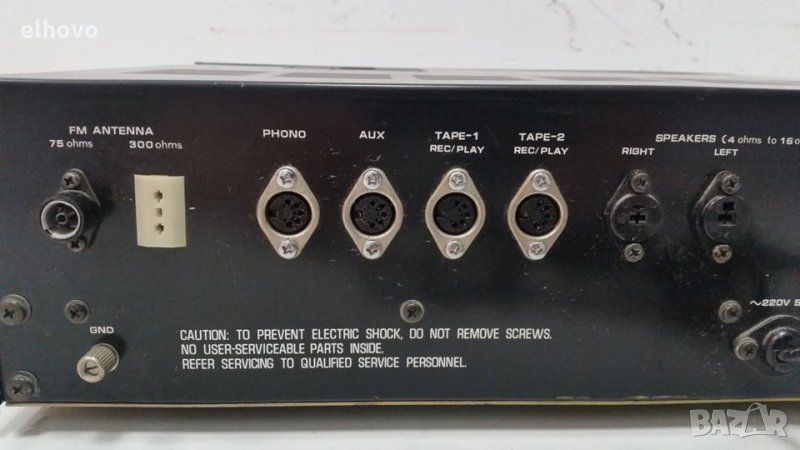 elhovo
FM ANTENNA
75 ohms
300 ohms
PHONO
AUX
TAPE-1
REC/PLAY
TAPE-2
REC/PLAY
SPEAKERS (4 ohms to 16
RIGHT
LEFT
GND
~220V 5
CAUTION: TO PREVENT ELECTRIC SHOCK, DO NOT REMOVE SCREWS.
NO USER-SERVICEABLE PARTS INSIDE.
REFER SERVICING TO QUALIFIED SERVICE PERSONNEL.
BAZAR